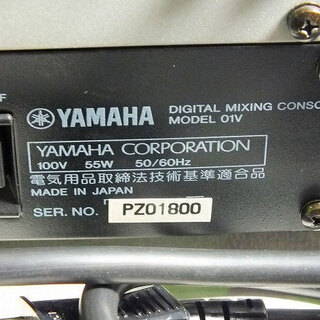 YAMAHA
DIGITAL MIXING CONSO
MODEL 01V
YAMAHA CORPORATION
100V 55W 50/60Hz
電気用品取締法技術基準適合品
MADE IN JAPAN
SER. NO. PZ01800